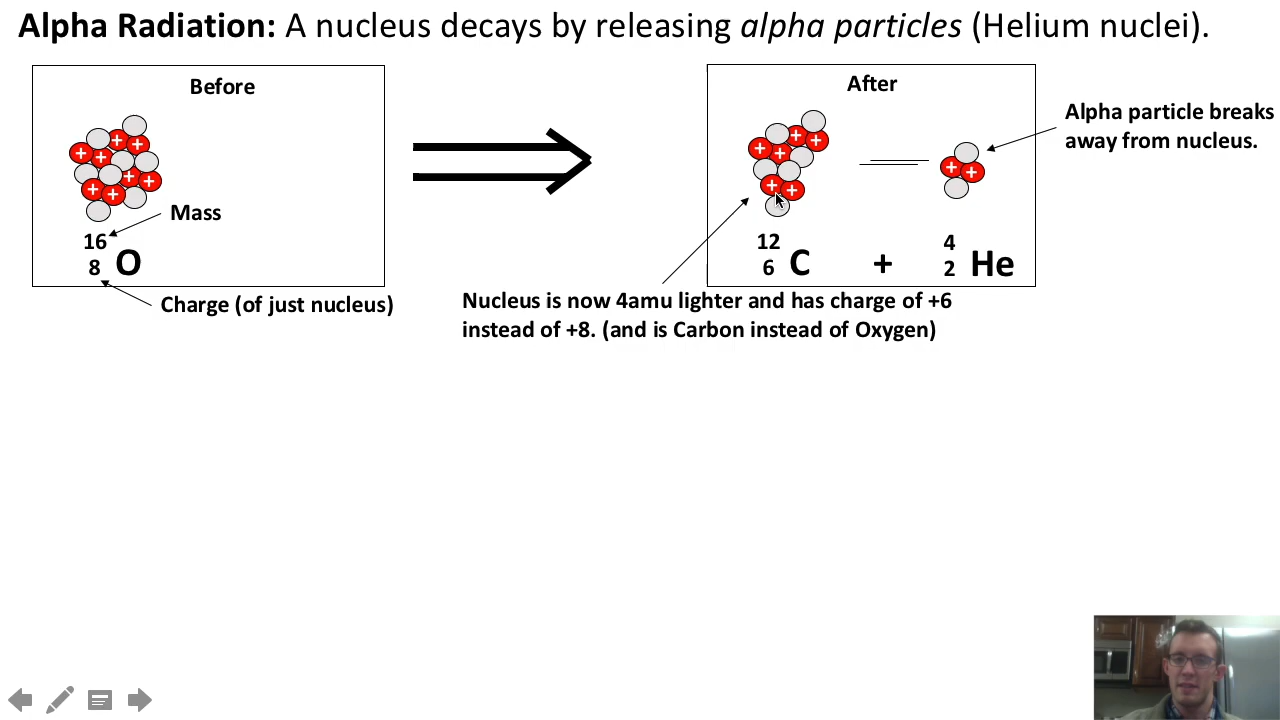 Alpha Radiation: A nucleus decays by releasing alpha particles (Helium nuclei).
Before
+ + + + + + + +
Mass
16
8 O
Charge (of just nucleus)
After
+ + + + + +
+ +
Alpha particle breaks
away from nucleus.
12
6 C + 4
2 He
Nucleus is now 4amu lighter and has charge of +6
instead of +8. (and is Carbon instead of Oxygen)